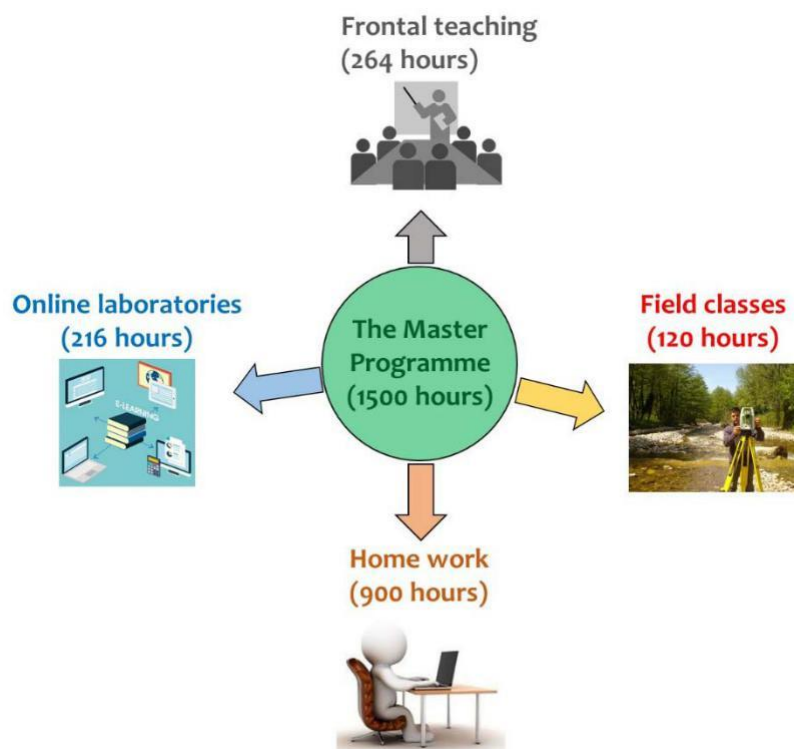 Frontal teaching
(264 hours)
Online laboratories
(216 hours)
E-LEARNING
The Master
Programme
(1500 hours)
Field classes
(120 hours)
Home work
(900 hours)